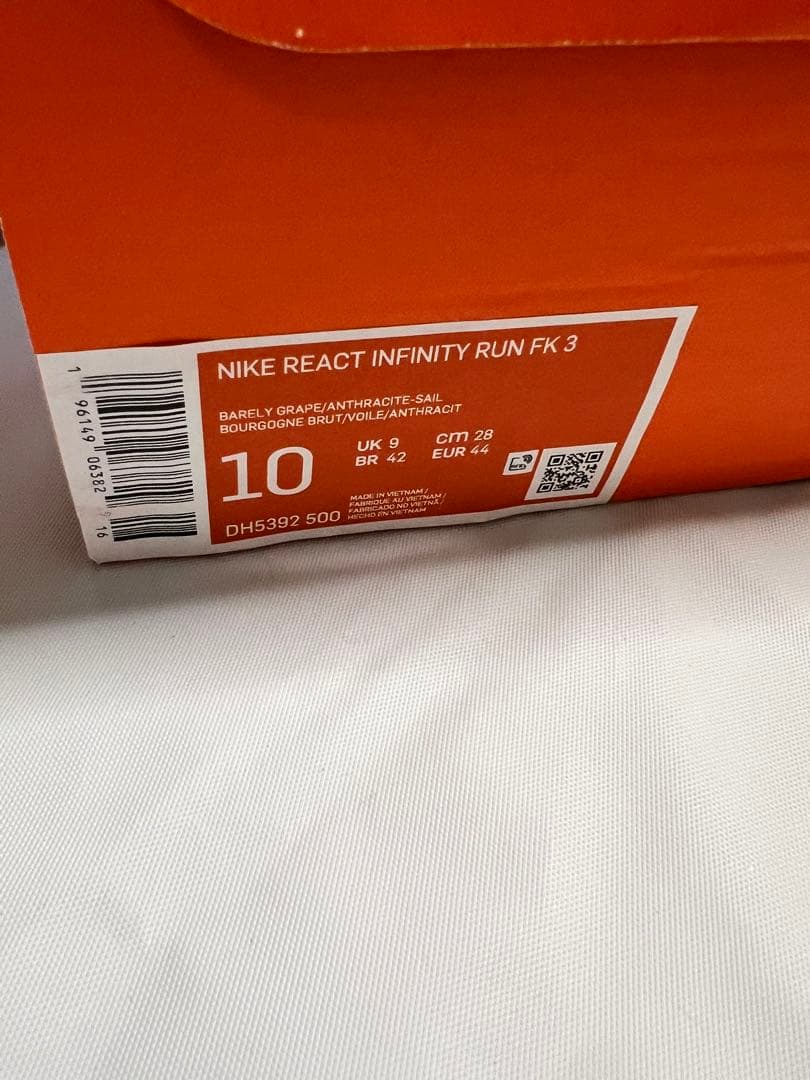 NIKE REACT INFINITY RUN FK 3
BARELY GRAPE/ANTHRACITE-SAIL
BOURGOGNE BRUT/VOILE/ANTHRACIT
10
UK 9 cm 28
BR 42 EUR 44
MADE IN VIETNAM /
FABRIQUE AU VIETNAM /
FABRICADO NO VIETNÃ /
HECHO EN VIETNAM
DH5392 500
1 96149 06382 6